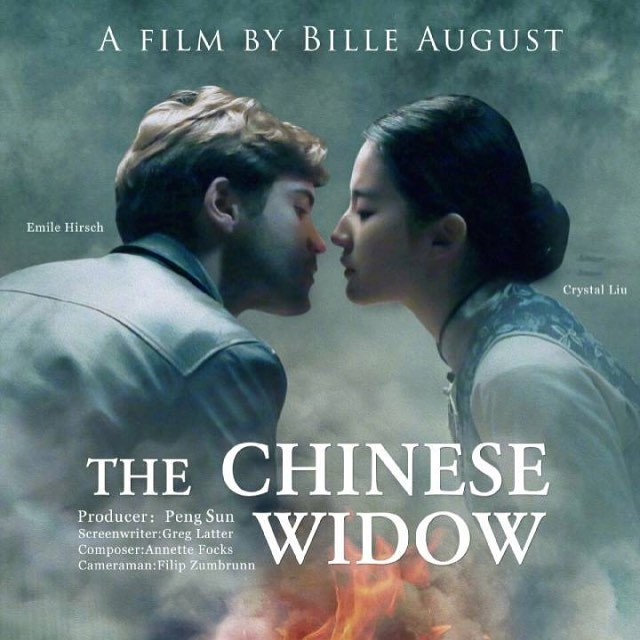 A FILM BY BILLE AUGUST
Emile Hirsch
Crystal Liu
THE CHINESE
WIDOW
Producer: Peng Sun
Screenwriter:Greg Latter
Composer:Annette Focks
Cameraman:Filip Zumbrunn